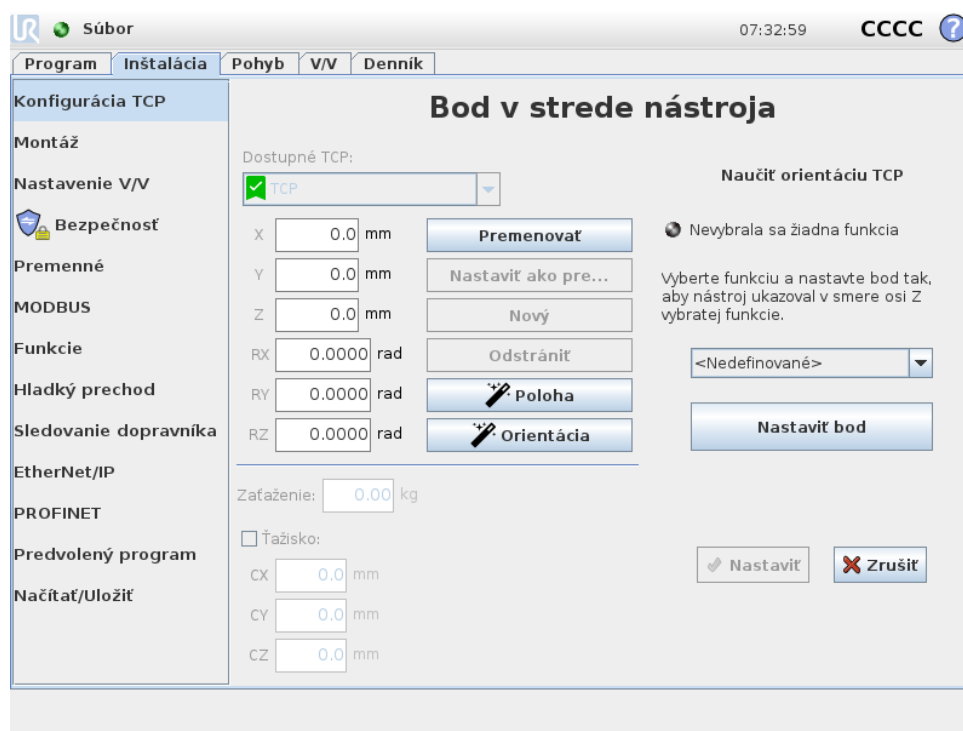 UR Súbor 07:32:59 CCCC ?
Program Inštalácia Pohyb V/V Denník
Konfigurácia TCP
Montáž
Nastavenie V/V
Bezpečnosť
Premenné
MODBUS
Funkcie
Hladký prechod
Sledovanie dopravníka
EtherNet/IP
PROFINET
Predvolený program
Načítať/Uložiť
Bod v strede nástroja
Dostupné TCP:
TCP
X 0.0 mm Premenovať
Y 0.0 mm Nastaviť ako pre...
Z 0.0 mm Nový
RX 0.0000 rad Odstrániť
RY 0.0000 rad Poloha
RZ 0.0000 rad Orientácia
Zaťaženie: 0.00 kg
Ťažisko:
CX 0.0 mm
CY 0.0 mm
CZ 0.0 mm
Naučiť orientáciu TCP
Nevybrala sa žiadna funkcia
Vyberte funkciu a nastavte bod tak,
aby nástroj ukazoval v smere osi Z
vybratej funkcie.
<Nedefinované>
Nastaviť bod
Nastaviť Zrušiť